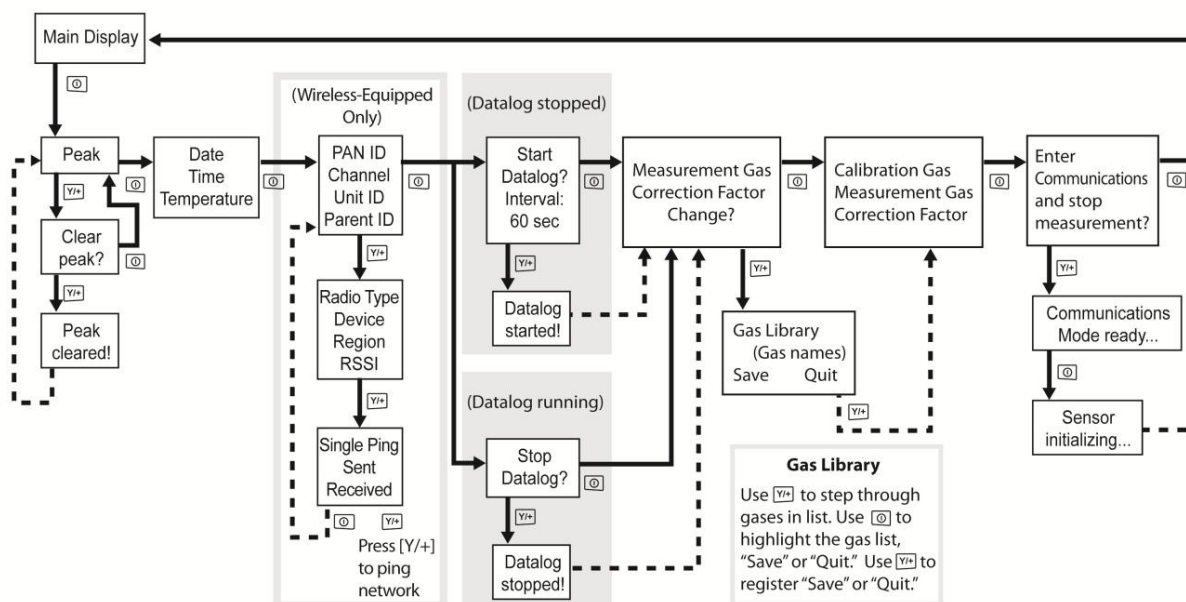 Main Display
Peak
Y/+
Clear
peak?
Y/+
Peak
cleared!
Date
Time
Temperature
(Wireless-Equipped
Only)
PAN ID
Channel
Unit ID
Parent ID
Y/+
Radio Type
Device
Region
RSSI
Y/+
Single Ping
Sent
Received
Y/+
Press [Y/+]
to ping
network
(Datalog stopped)
Start
Datalog?
Interval:
60 sec
Y/+
Datalog
started!
(Datalog running)
Stop
Datalog?
Y/+
Datalog
stopped!
Measurement Gas
Correction Factor
Change?
Y/+
Gas Library
(Gas names)
Save Quit
Y/+
Calibration Gas
Measurement Gas
Correction Factor
Enter
Communications
and stop
measurement?
Y/+
Communications
Mode ready...
Sensor
initializing...
Gas Library
Use Y/+ to step through
gases in list. Use to
highlight the gas list,
“Save” or “Quit.” Use Y/+ to
register “Save” or “Quit.”